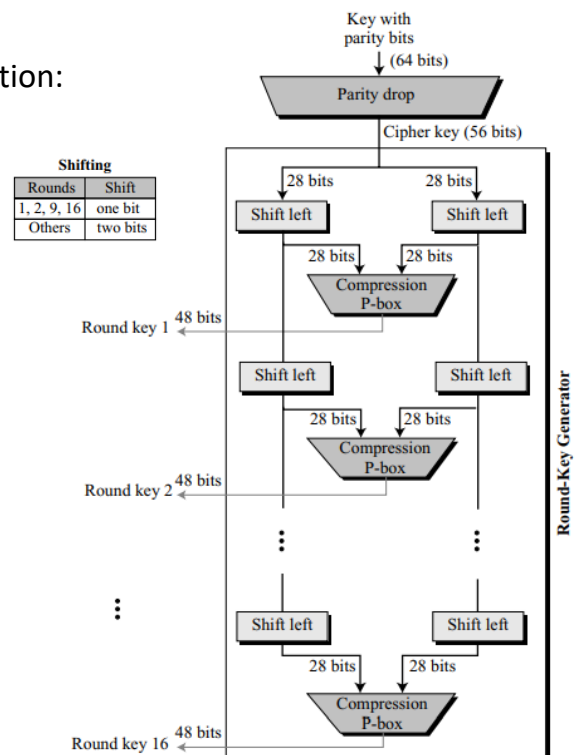 tion:
Key with
parity bits
(64 bits)
Parity drop
Cipher key (56 bits)
Shifting
Rounds Shift
1, 2, 9, 16 one bit
Others two bits
28 bits 28 bits
Shift left Shift left
28 bits 28 bits
Compression
P-box
Round key 1 48 bits
Shift left Shift left
28 bits 28 bits
Compression
P-box
Round key 2 48 bits
Round-Key Generator
Shift left Shift left
28 bits 28 bits
Compression
P-box
Round key 16 48 bits